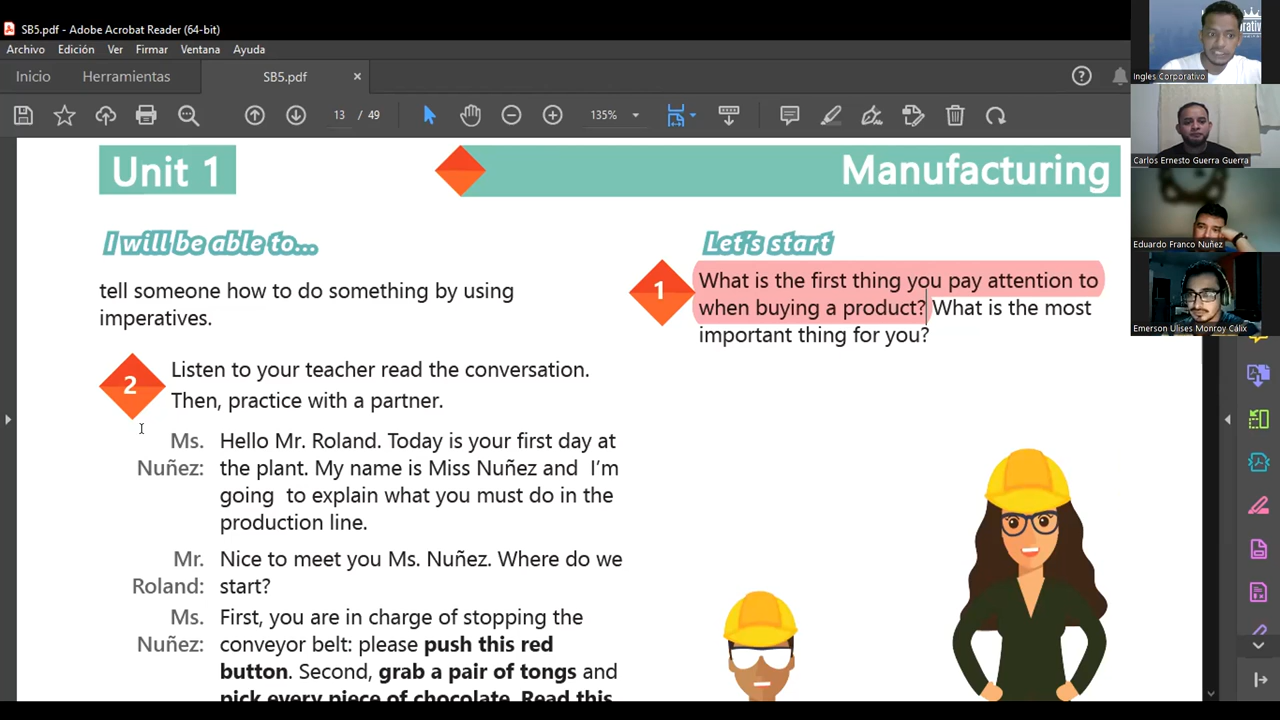 SB5.pdf - Adobe Acrobat Reader (64-bit)
Archivo Edición Ver Firmar Ventana Ayuda
Inicio Herramientas SB5.pdf ×
13 / 49 135%
Unit 1
Manufacturing
I will be able to...
tell someone how to do something by using
imperatives.
2
Listen to your teacher read the conversation.
Then, practice with a partner.
Ms. Hello Mr. Roland. Today is your first day at
Nuñez: the plant. My name is Miss Nuñez and I'm
going to explain what you must do in the
production line.
Mr. Nice to meet you Ms. Nuñez. Where do we
Roland: start?
Ms. First, you are in charge of stopping the
Nuñez: conveyor belt: please push this red
button. Second, grab a pair of tongs and
pick every piece of chocolate. Read this
Let's start
1
What is the first thing you pay attention to
when buying a product? What is the most
important thing for you?
Ingles Corporativo
Carlos Ernesto Guerra Guerra
Eduardo Franco Nuñez
Emerson Ulises Monroy Cálix